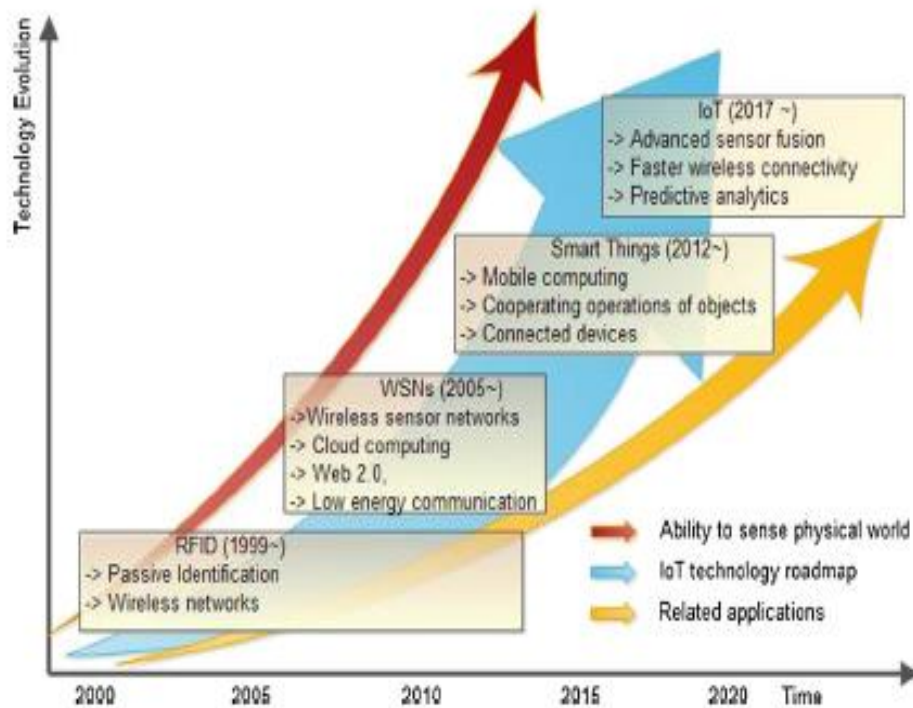 Technology Evolution
IoT (2017 ~)
-> Advanced sensor fusion
-> Faster wireless connectivity
-> Predictive analytics
Smart Things (2012~)
-> Mobile computing
-> Cooperating operations of objects
-> Connected devices
WSNs (2005~)
->Wireless sensor networks
-> Cloud computing
-> Web 2.0,
-> Low energy communication
RFID (1999~)
-> Passive Identification
-> Wireless networks
Ability to sense physical world
IoT technology roadmap
Related applications
2000 2005 2010 2015 2020 Time